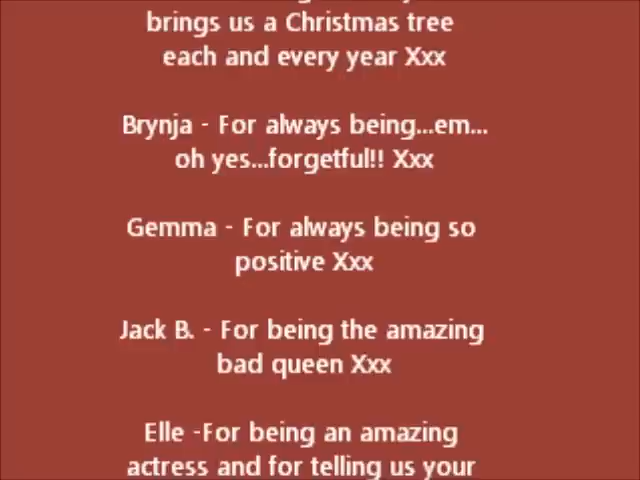 brings us a Christmas tree
each and every year Xxx
Brynja - For always being...em...
oh yes...forgetful!! Xxx
Gemma - For always being so
positive Xxx
Jack B. - For being the amazing
bad queen Xxx
Elle -For being an amazing
actress and for telling us your